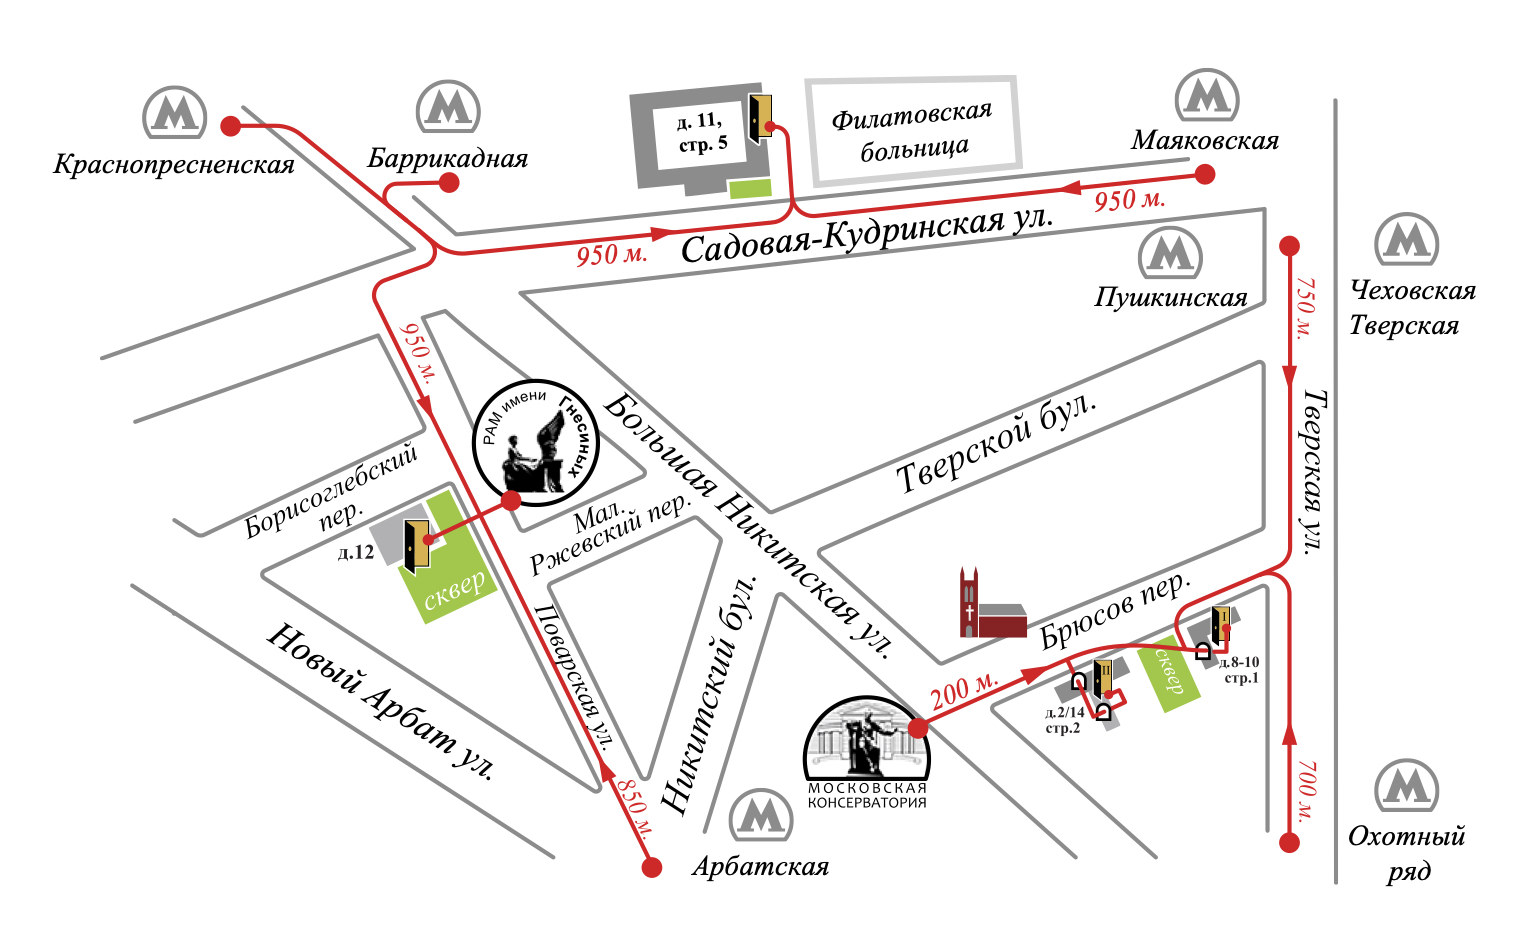 М
Краснопресненская
М
Баррикадная
д. 11,
стр. 5
Филатовская
больница
М
Маяковская
950 м.
950 м.
Садовая-Кудринская ул.
М
Пушкинская
М
Чеховская
Тверская
750 м.
Тверская ул.
950 м.
РАМ имени Гнесиных
Большая Никитская ул.
Тверской бул.
Борисоглебский
пер.
Мал.
Ржевский пер.
д.12
сквер
Поварская ул.
Новый Арбат ул.
Никитский бул.
850 м.
М
Арбатская
Брюсов пер.
200 м.
МОСКОВСКАЯ
КОНСЕРВАТОРИЯ
I
д.8-10
стр.1
сквер
II
д.2/14
стр.2
700 м.
М
Охотный
ряд